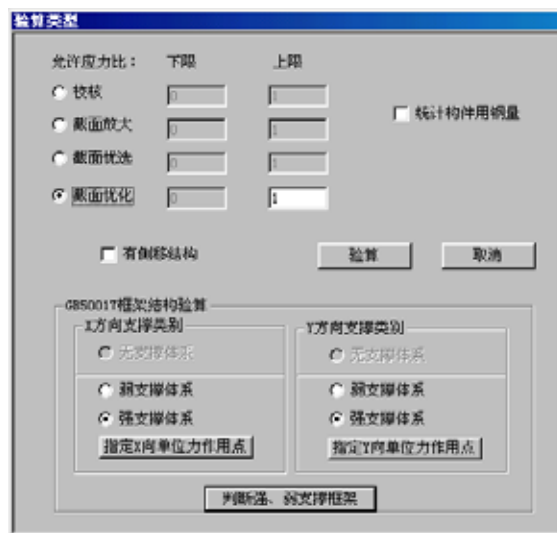 验算类型
允许应力比： 下限 上限
校核 0 1
截面放大 0 1
统计构件用钢量
截面优选 0 1
截面优化 0 1
有侧移结构 验算 取消
GB50017框架结构验算
X方向支撑类别 Y方向支撑类别
无支撑体系 无支撑体系
弱支撑体系 弱支撑体系
强支撑体系 强支撑体系
指定X向单位力作用点 指定Y向单位力作用点
判断强、弱支撑框架